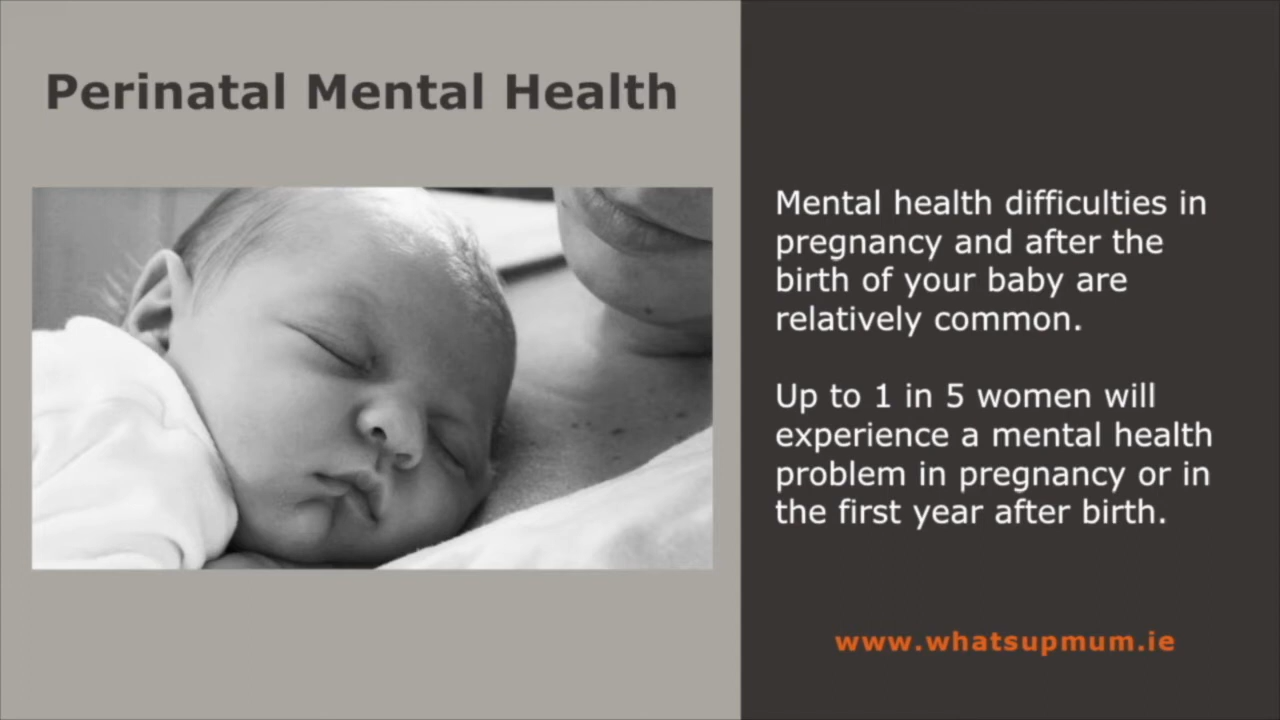 Perinatal Mental Health
Mental health difficulties in
pregnancy and after the
birth of your baby are
relatively common.
Up to 1 in 5 women will
experience a mental health
problem in pregnancy or in
the first year after birth.
www.whatsupmum.ie